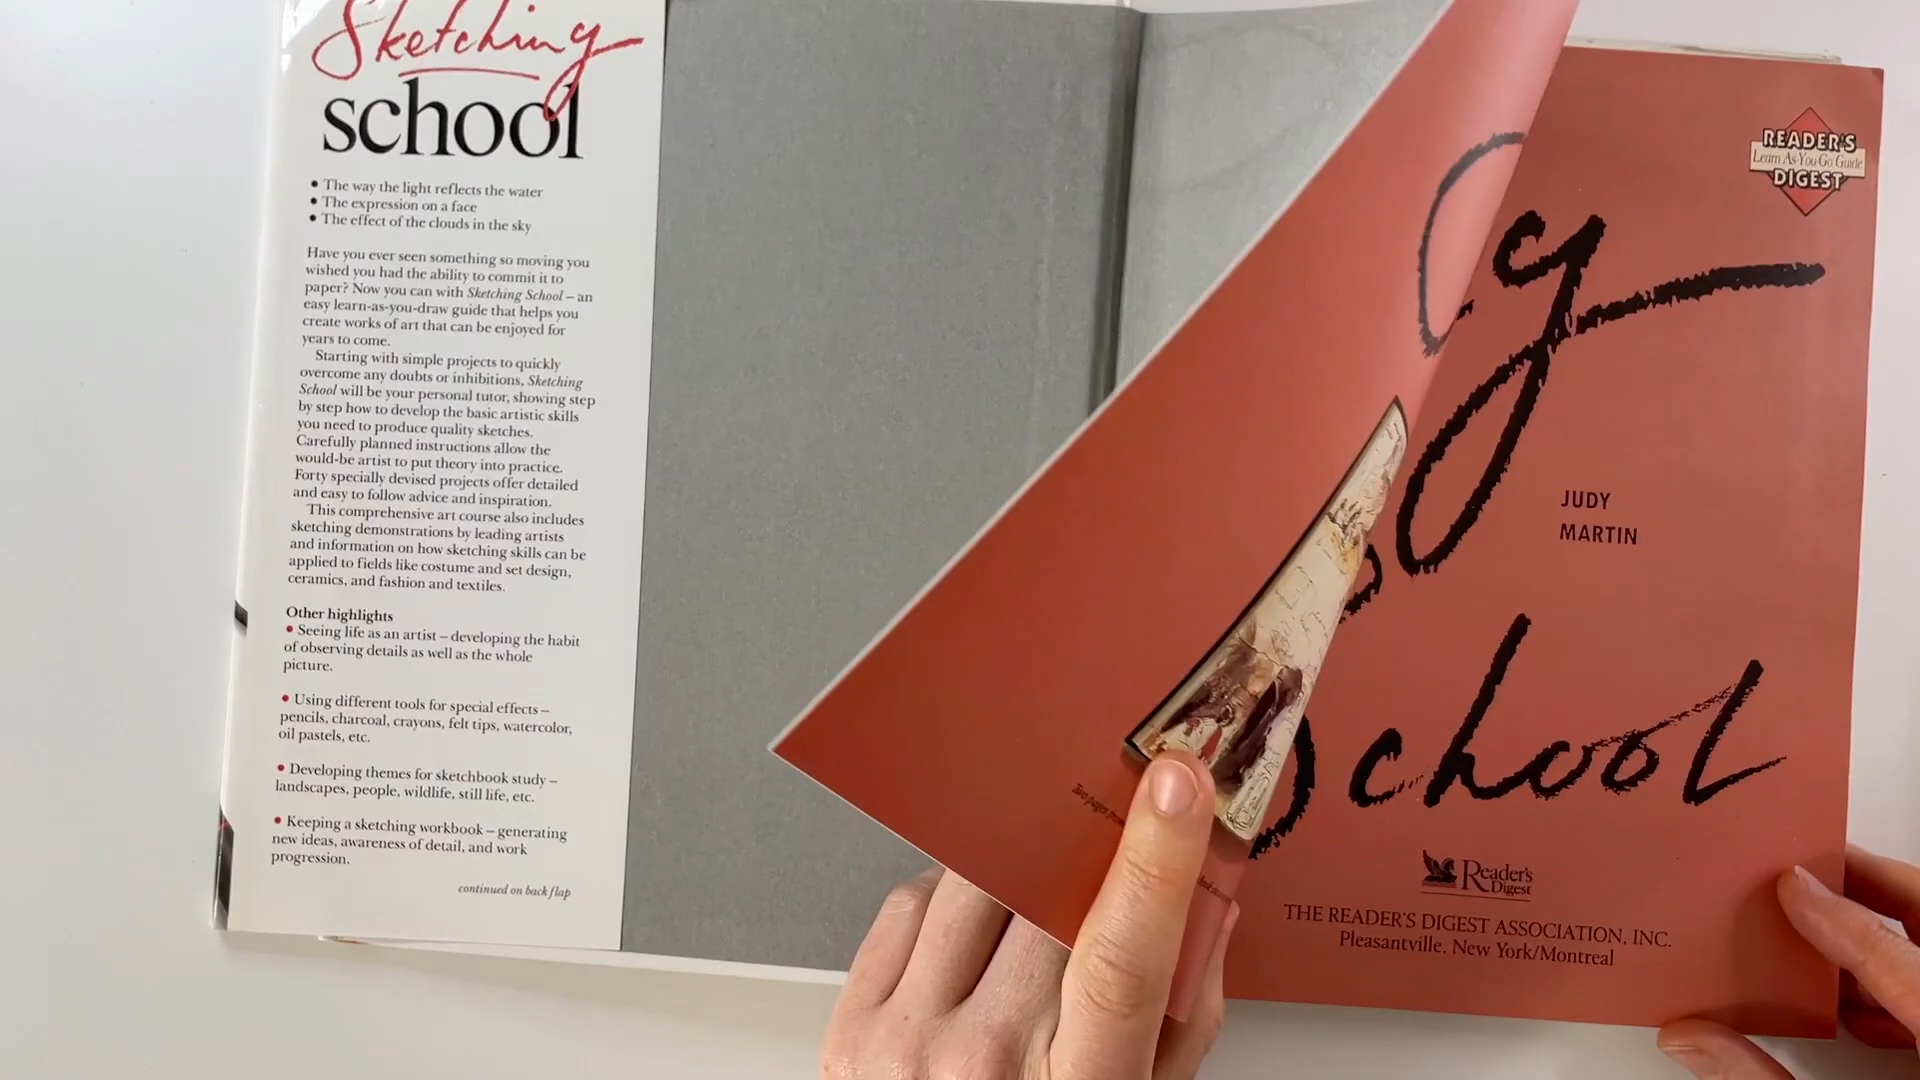 Sketching
school
• The way the light reflects the water
• The expression on a face
• The effect of the clouds in the sky
Have you ever seen something so moving you
wished you had the ability to commit it to
paper? Now you can with Sketching School – an
easy learn-as-you-draw guide that helps you
create works of art that can be enjoyed for
years to come.
Starting with simple projects to quickly
overcome any doubts or inhibitions, Sketching
School will be your personal tutor, showing step
by step how to develop the basic artistic skills
you need to produce quality sketches.
Carefully planned instructions allow the
would-be artist to put theory into practice.
Forty specially devised projects offer detailed
and easy to follow advice and inspiration.
This comprehensive art course also includes
sketching demonstrations by leading artists
and information on how sketching skills can be
applied to fields like costume and set design,
ceramics, and fashion and textiles.
Other highlights
• Seeing life as an artist – developing the habit
of observing details as well as the whole
picture.
• Using different tools for special effects –
pencils, charcoal, crayons, felt tips, watercolor,
oil pastels, etc.
• Developing themes for sketchbook study –
landscapes, people, wildlife, still life, etc.
• Keeping a sketching workbook – generating
new ideas, awareness of detail, and work
progression.
continued on back flap
Two pages from
READER'S
Learn As-You-Go Guide
DIGEST
g
JUDY
MARTIN
School
Reader's
Digest
THE READER'S DIGEST ASSOCIATION, INC.
Pleasantville, New York/Montreal